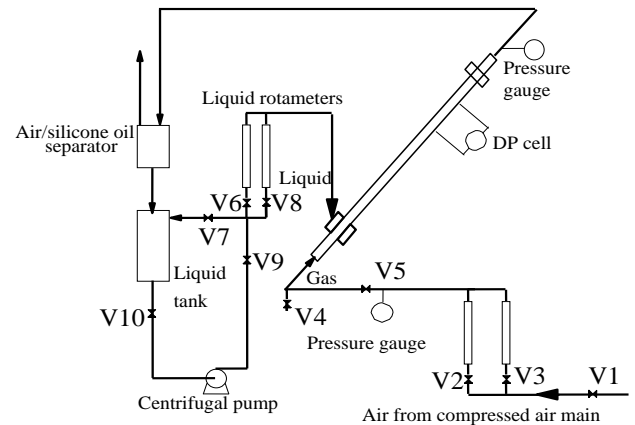 Pressure
gauge
Liquid rotameters
Air/silicone oil
separator
DP cell
Liquid
V6
V8
V7
V9
Gas
V5
Liquid
tank
V4
V10
Pressure gauge
V2
V3
V1
Centrifugal pump
Air from compressed air main